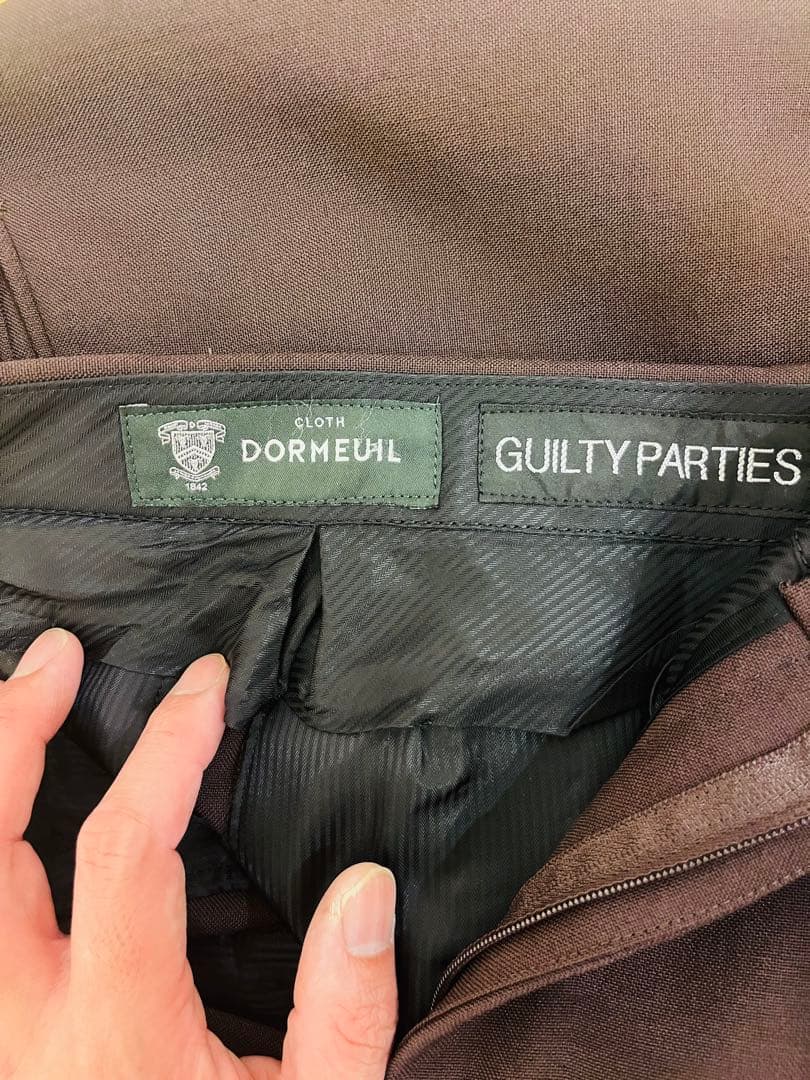 CLOTH
DORMEUIL
1842
GUILTY PARTIES